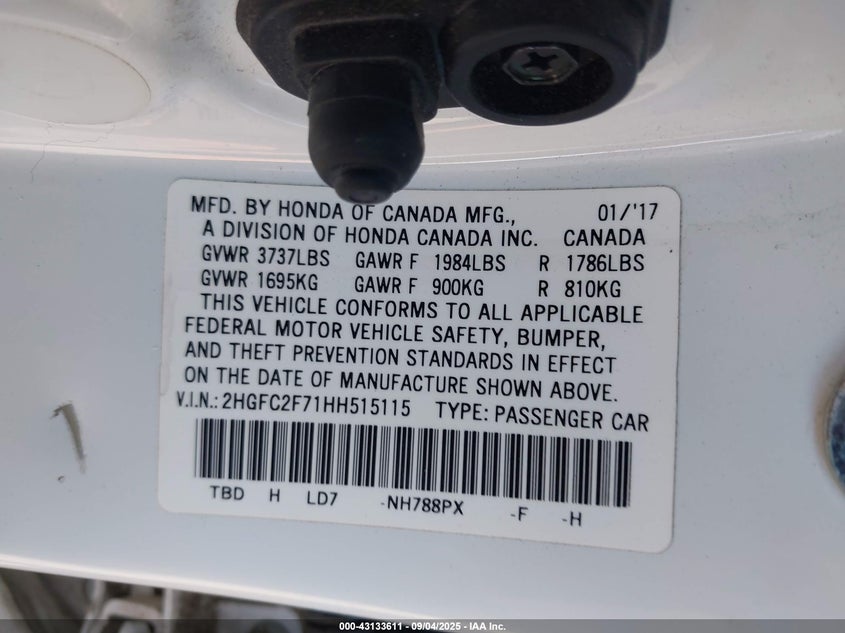 MFD. BY HONDA OF CANADA MFG., 01/'17
A DIVISION OF HONDA CANADA INC. CANADA
GVWR 3737LBS GAWR F 1984LBS R 1786LBS
GVWR 1695KG GAWR F 900KG R 810KG
THIS VEHICLE CONFORMS TO ALL APPLICABLE
FEDERAL MOTOR VEHICLE SAFETY, BUMPER,
AND THEFT PREVENTION STANDARDS IN EFFECT
ON THE DATE OF MANUFACTURE SHOWN ABOVE.
V.I.N.: 2HGFC2F71HH515115 TYPE: PASSENGER CAR
TBD H LD7 -NH788PX -F -H
000-43133611 - 09/04/2025 - IAA Inc.